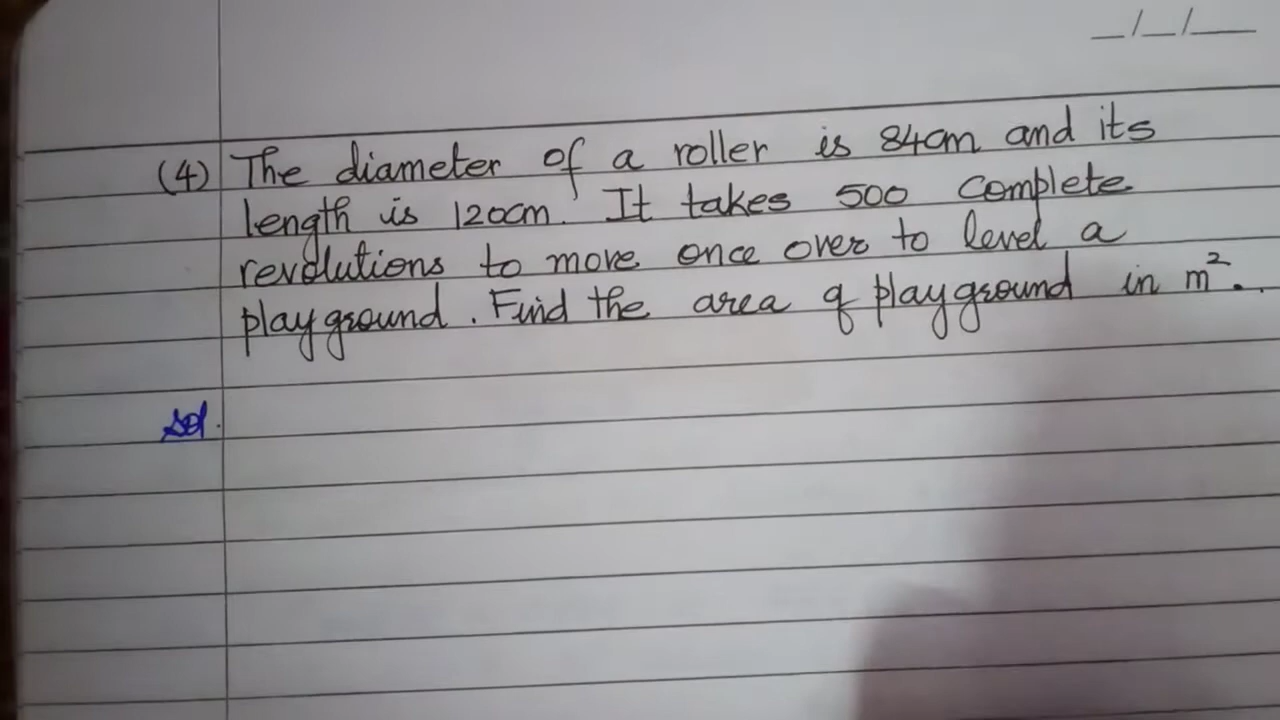 _/_/__
(4) The diameter of a roller is 84cm and its
length is 120cm. It takes 500 complete
revolutions to move once over to level a
playground. Find the area of playground in m².
Sol.